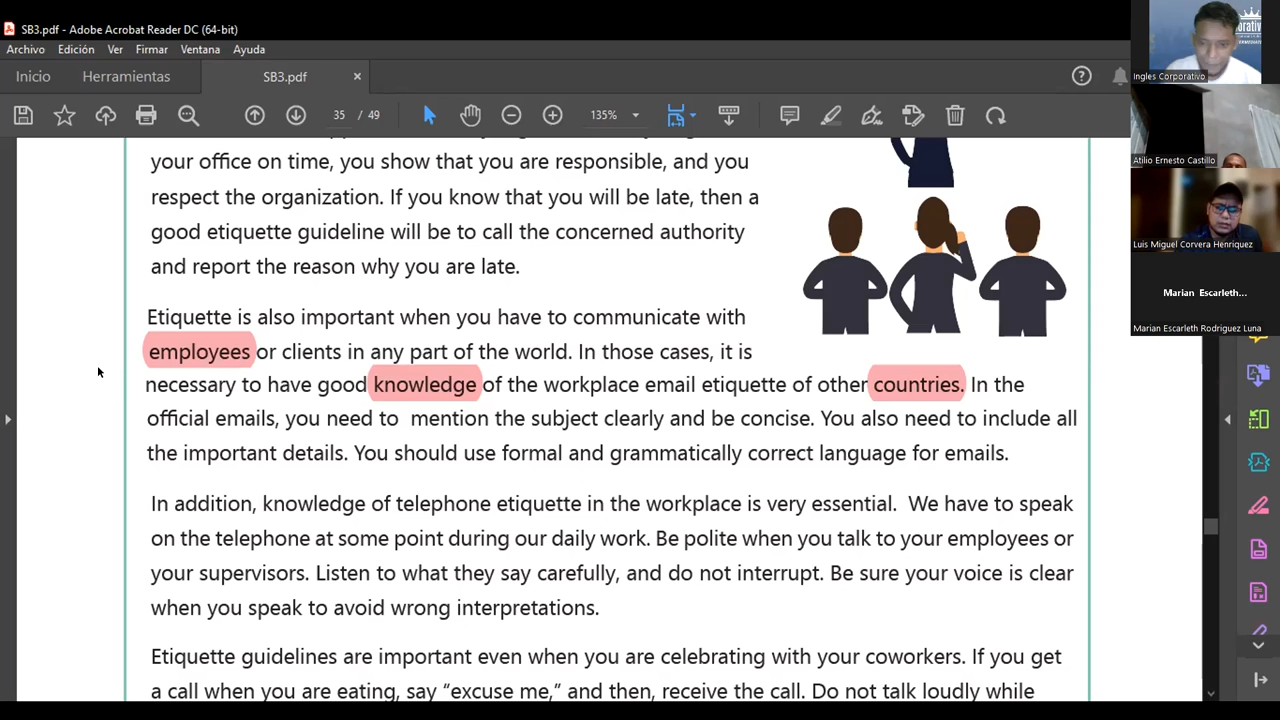 SB3.pdf - Adobe Acrobat Reader DC (64-bit)
Archivo Edición Ver Firmar Ventana Ayuda
Inicio Herramientas SB3.pdf
35 / 49 135%
your office on time, you show that you are responsible, and you
respect the organization. If you know that you will be late, then a
good etiquette guideline will be to call the concerned authority
and report the reason why you are late.
Etiquette is also important when you have to communicate with
employees or clients in any part of the world. In those cases, it is
necessary to have good knowledge of the workplace email etiquette of other countries. In the
official emails, you need to mention the subject clearly and be concise. You also need to include all
the important details. You should use formal and grammatically correct language for emails.
In addition, knowledge of telephone etiquette in the workplace is very essential. We have to speak
on the telephone at some point during our daily work. Be polite when you talk to your employees or
your supervisors. Listen to what they say carefully, and do not interrupt. Be sure your voice is clear
when you speak to avoid wrong interpretations.
Etiquette guidelines are important even when you are celebrating with your coworkers. If you get
a call when you are eating, say “excuse me,” and then, receive the call. Do not talk loudly while
Ingles Corporativo
Atilio Ernesto Castillo
Luis Miguel Corvera Henriquez
Marian Escarleth...
Marian Escarleth Rodriguez Luna